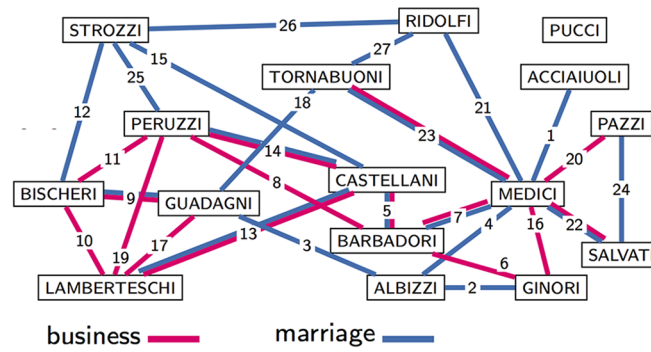 STROZZI
26
RIDOLFI
PUCCI
15
27
25
TORNABUONI
ACCIAIUOLI
18
12
21
PERUZZI
23
1
PAZZI
14
20
11
8
CASTELLANI
24
BISCHERI
9
GUADAGNI
MEDICI
5
7
4
16
22
10
17
13
3
BARBADORI
19
6
SALVATI
LAMBERTESCHI
ALBIZZI
2
GINORI
business
marriage